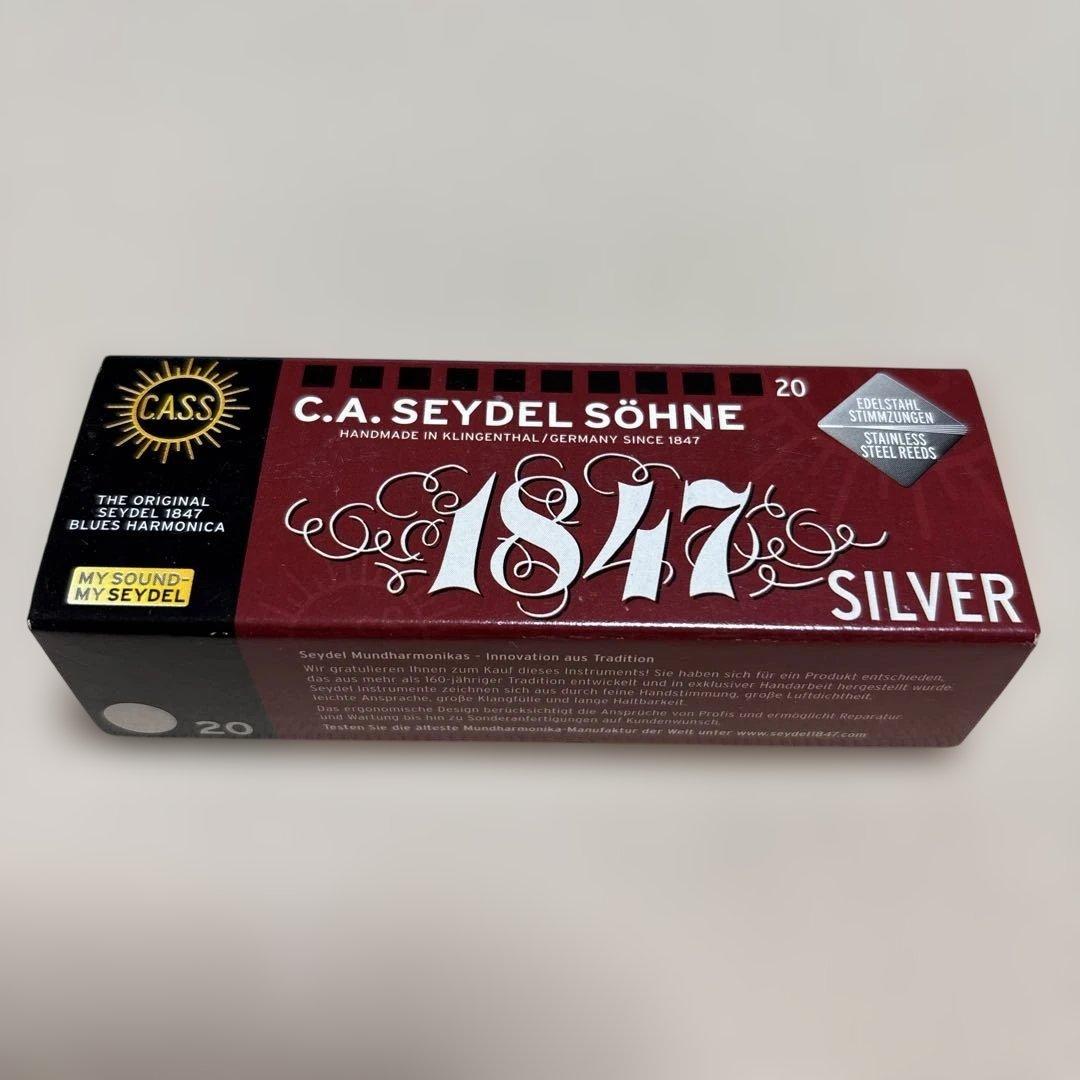 C.A.S.S.
THE ORIGINAL
SEYDEL 1847
BLUES HARMONICA
MY SOUND-
MY SEYDEL
20
C.A. SEYDEL SÖHNE
HANDMADE IN KLINGENTHAL/GERMANY SINCE 1847
1847
SILVER
EDELSTAHL
STIMMZUNGEN
STAINLESS
STEEL REEDS
20
Seydel Mundharmonikas - Innovation aus Tradition
Wir gratulieren Ihnen zum Kauf dieses Instruments! Sie haben sich für ein Produkt entschieden,
das aus mehr als 160-jähriger Tradition entwickelt und in exklusiver Handarbeit hergestellt wurde.
Seydel Instrumente zeichnen sich aus durch feine Handstimmung, große Luftdichtheit,
leichte Ansprache, große Klangfülle und lange Haltbarkeit.
Das ergonomische Design berücksichtigt die Ansprüche von Profis und ermöglicht Reparatur
und Wartung bis hin zu Sonderanfertigungen auf Kundenwunsch.
Testen Sie die älteste Mundharmonika-Manufaktur der Welt unter www.seydel1847.com